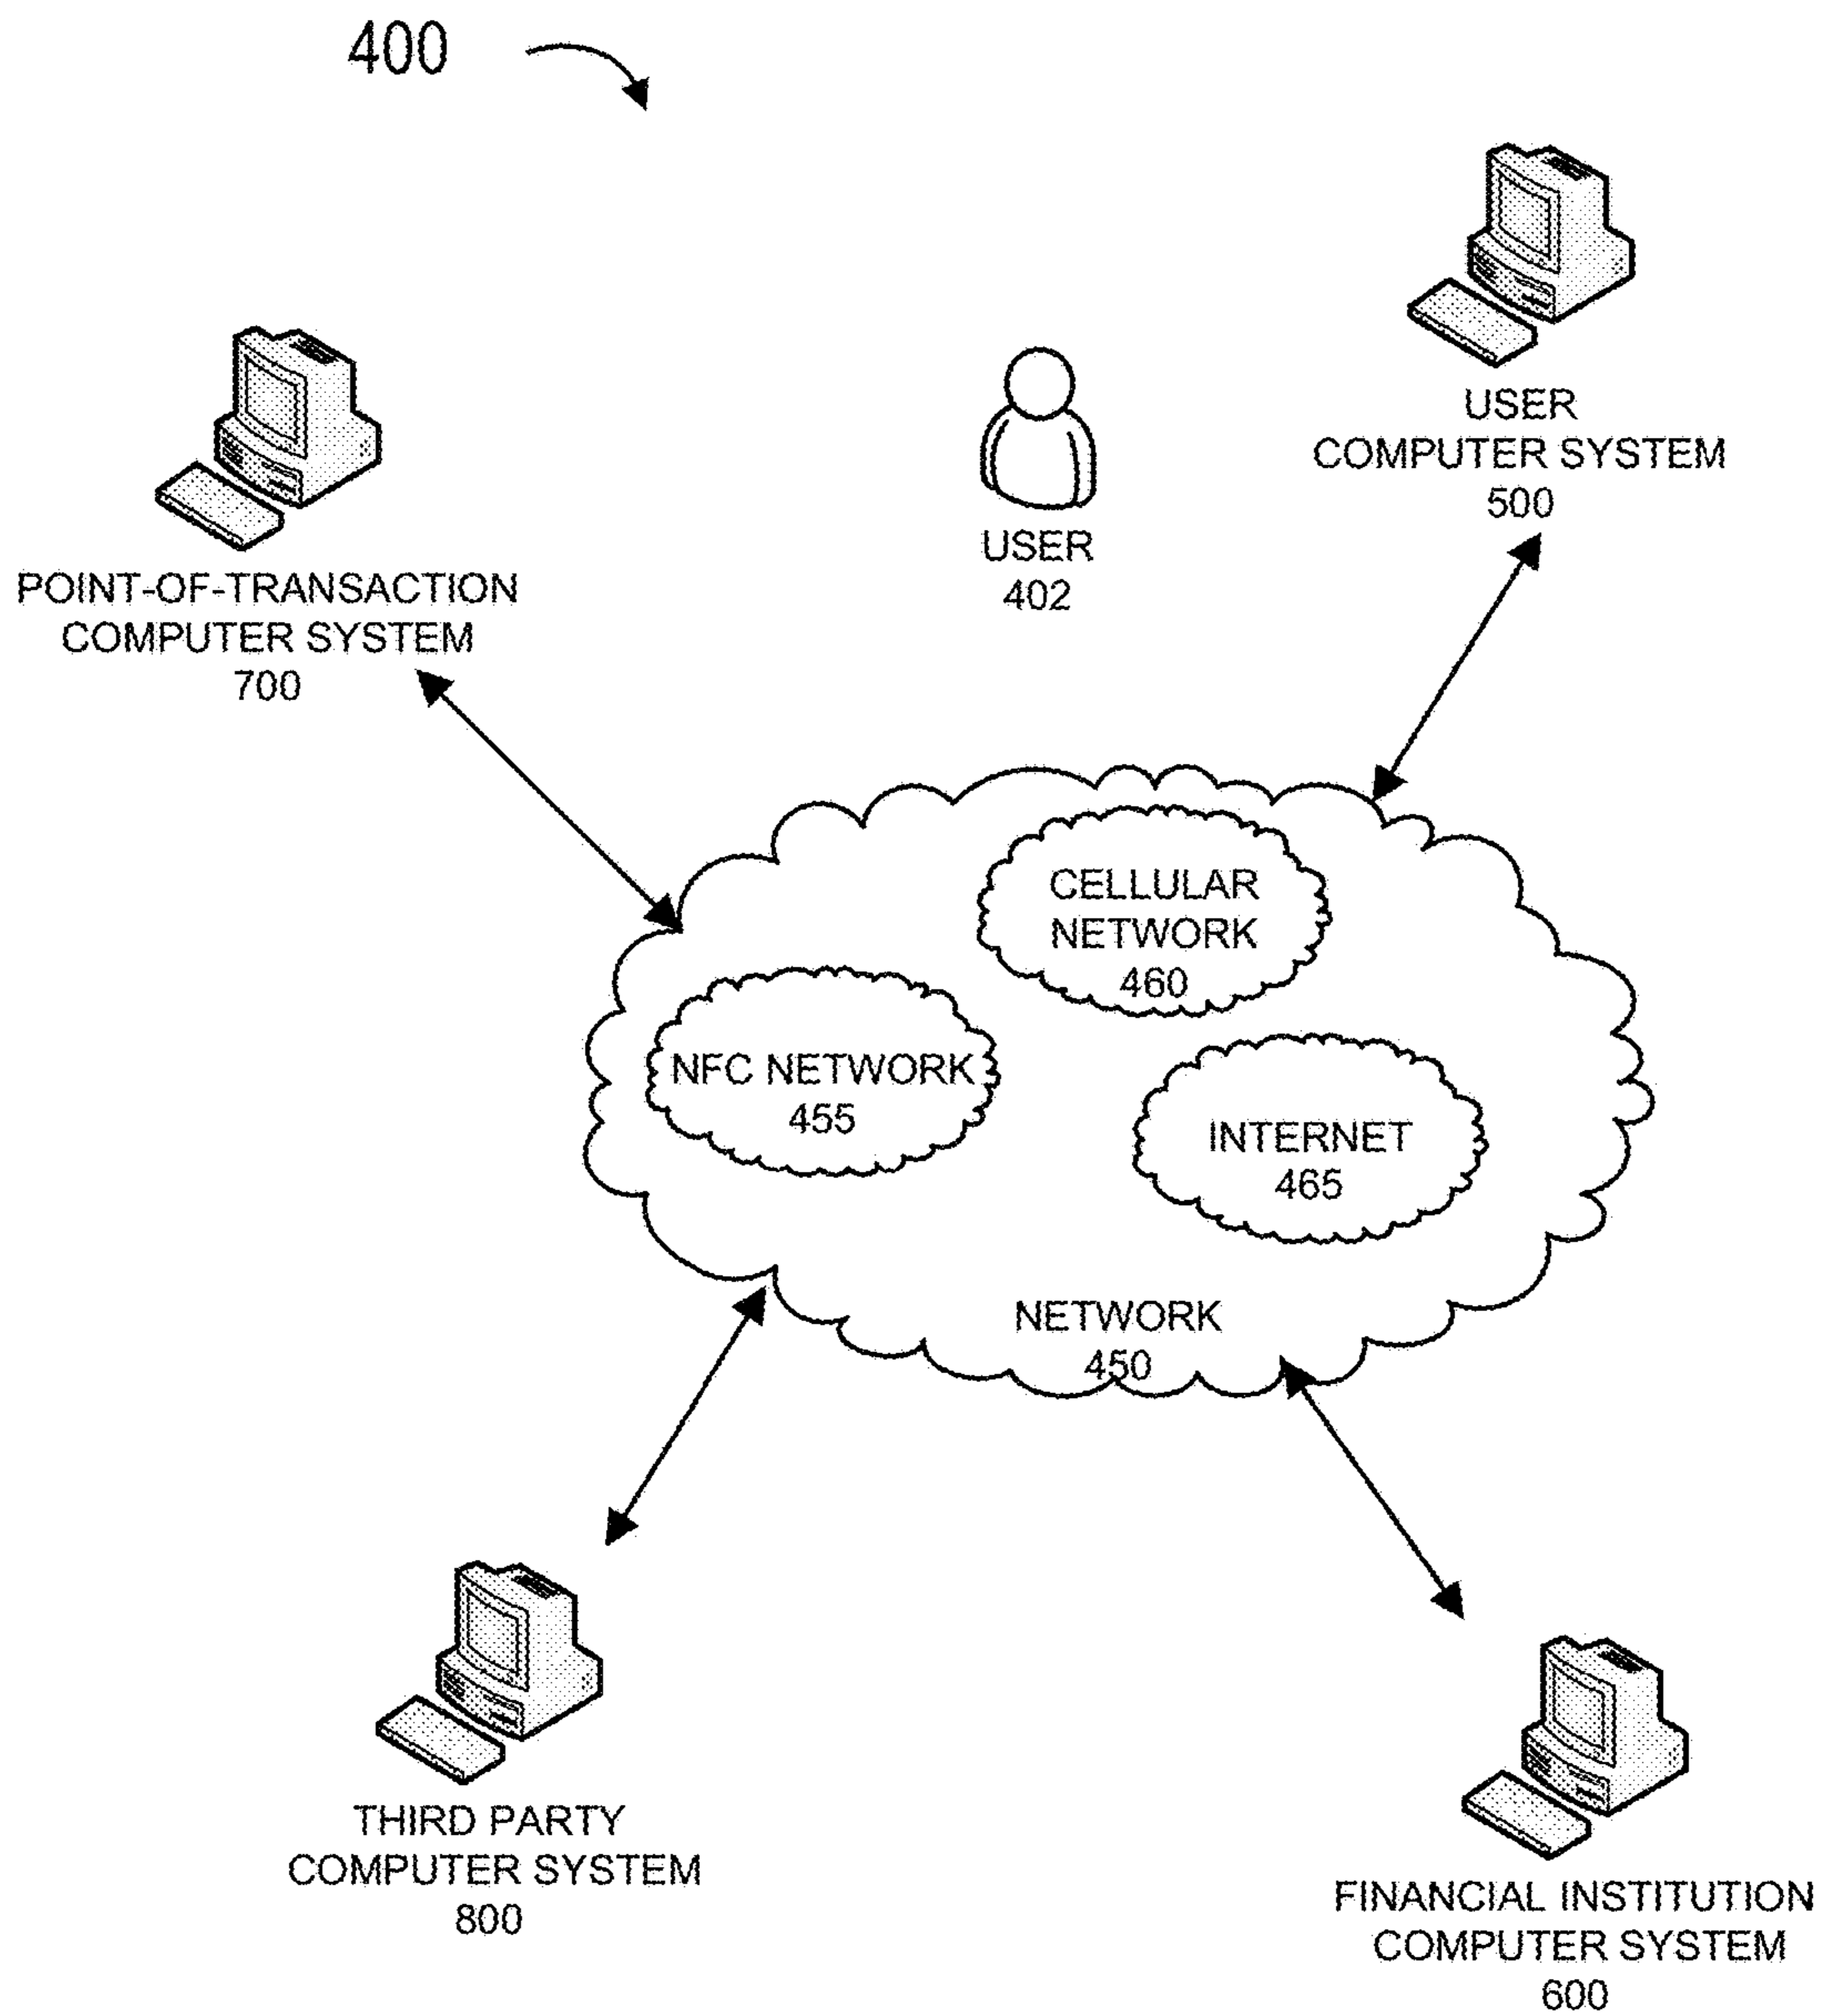 400
USER
COMPUTER SYSTEM
500
USER
402
POINT-OF-TRANSACTION
COMPUTER SYSTEM
700
CELLULAR
NETWORK
460
NFC NETWORK
455
INTERNET
465
NETWORK
450
THIRD PARTY
COMPUTER SYSTEM
800
FINANCIAL INSTITUTION
COMPUTER SYSTEM
600